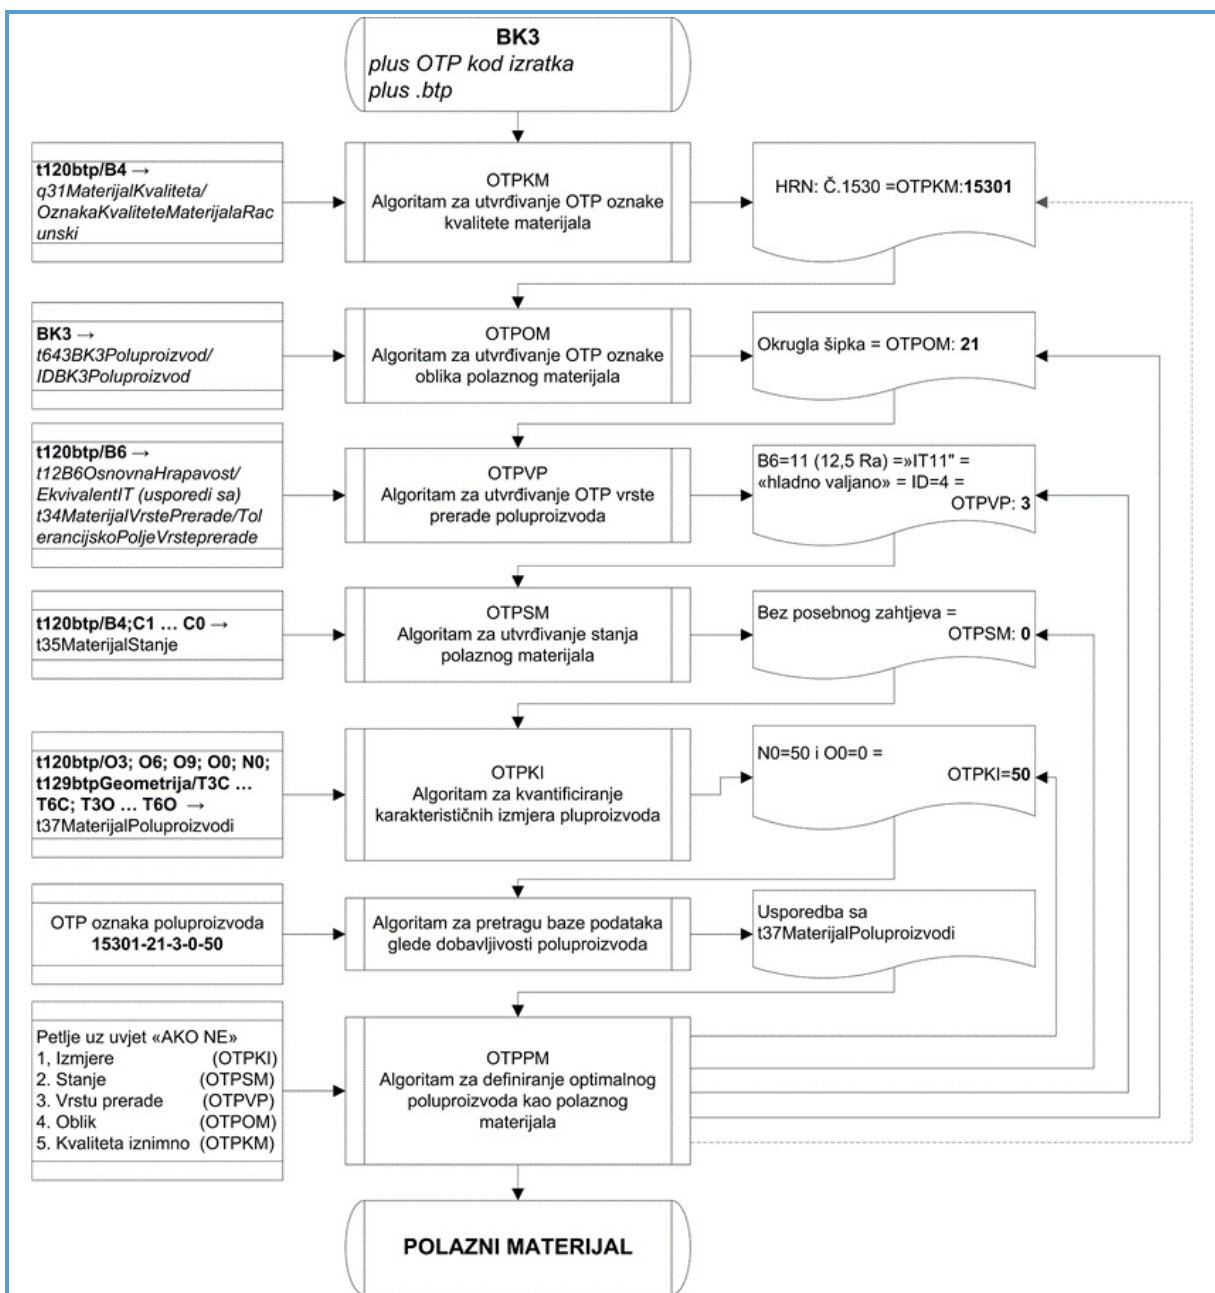 BK3
plus OTP kod izratka
plus .btp
t120btp/B4 →
q31MaterijalKvaliteta/
OznakaKvaliteteMaterijalaRac
unski
OTPKM
Algoritam za utvrđivanje OTP oznake
kvalitete materijala
HRN: Č.1530 =OTPKM:15301
BK3 →
t643BK3Poluproizvod/
IDBK3Poluproizvod
OTPOM
Algoritam za utvrđivanje OTP oznake
oblika polaznog materijala
Okrugla šipka = OTPOM: 21
t120btp/B6 →
t12B6OsnovnaHrapavost/
EkvivalentIT (usporedi sa)
t34MaterijalVrstePrerade/Tol
erancijskoPoljeVrsteprerade
OTPVP
Algoritam za utvrđivanje OTP vrste
prerade poluproizvoda
B6=11 (12,5 Ra) =»IT11" =
«hladno valjano» = ID=4 =
OTPVP: 3
t120btp/B4;C1 … C0 →
t35MaterijalStanje
OTPSM
Algoritam za utvrđivanje stanja
polaznog materijala
Bez posebnog zahtjeva =
OTPSM: 0
t120btp/O3; O6; O9; O0; N0;
t129btpGeometrija/T3C …
T6C; T3O … T6O →
t37MaterijalPoluproizvodi
OTPKI
Algoritam za kvantificiranje
karakterističnih izmjera pluproizvoda
N0=50 i O0=0 =
OTPKI=50
OTP oznaka poluproizvoda
15301-21-3-0-50
Algoritam za pretragu baze podataka
glede dobavljivosti poluproizvoda
Usporedba sa
t37MaterijalPoluproizvodi
Petlje uz uvjet «AKO NE»
1, Izmjere (OTPKI)
2. Stanje (OTPSM)
3. Vrstu prerade (OTPVP)
4. Oblik (OTPOM)
5. Kvaliteta iznimno (OTPKM)
OTPPM
Algoritam za definiranje optimalnog
poluproizvoda kao polaznog
materijala
POLAZNI MATERIJAL